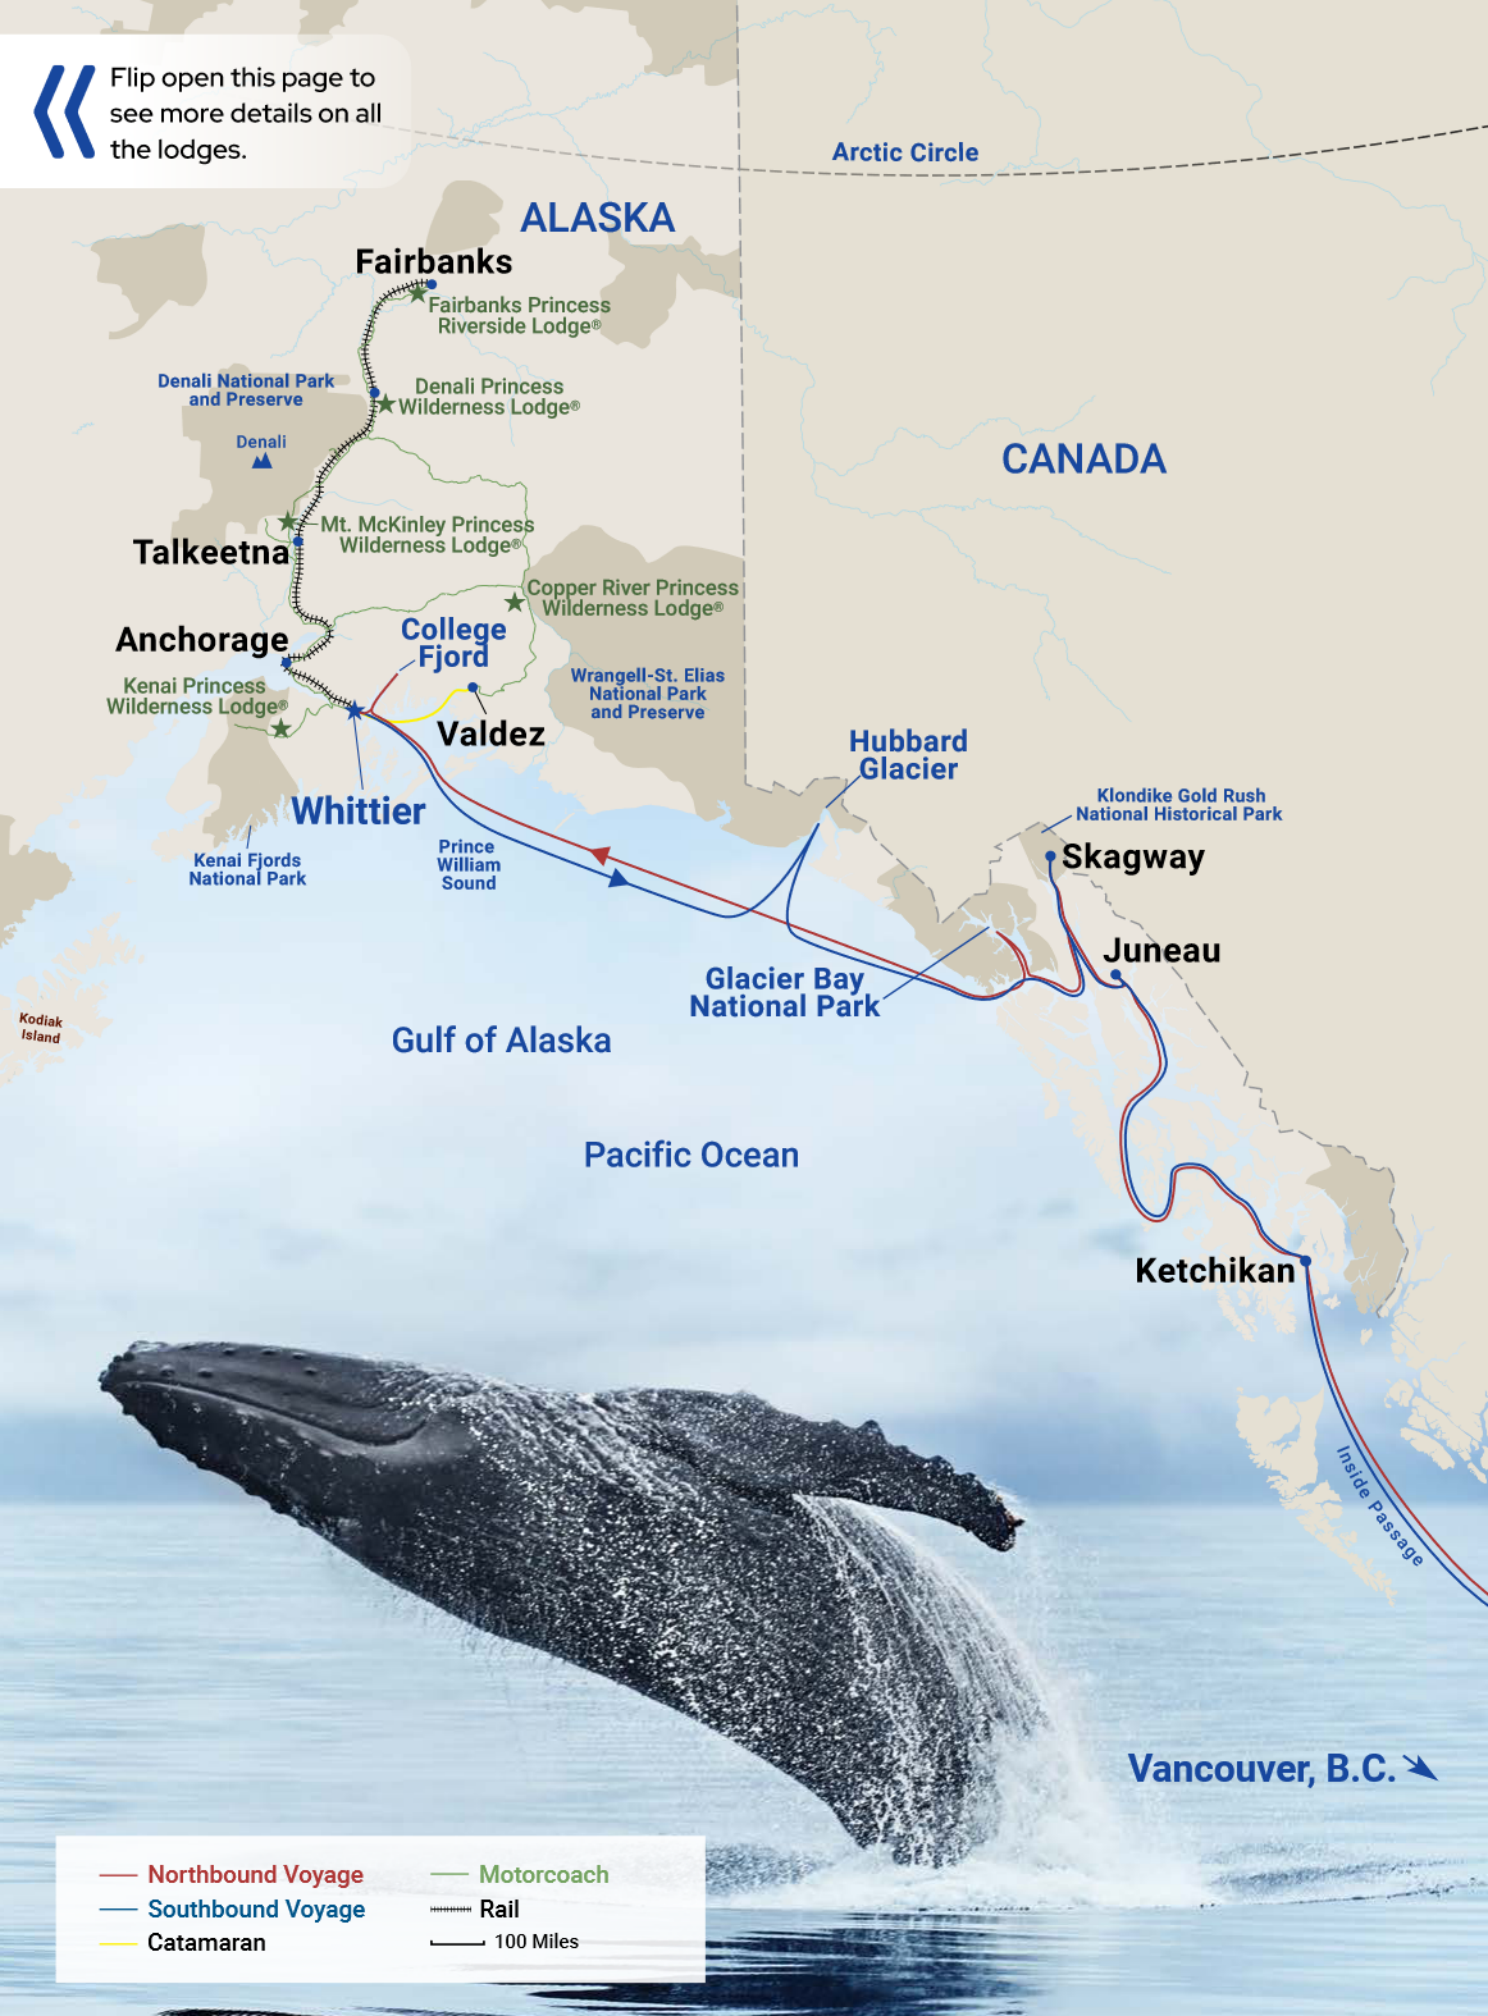 Flip open this page to
see more details on all
the lodges.
Arctic Circle
ALASKA
Fairbanks
Fairbanks Princess
Riverside Lodge®
Denali National Park
and Preserve
Denali Princess
Wilderness Lodge®
Denali
CANADA
Mt. McKinley Princess
Wilderness Lodge®
Talkeetna
Copper River Princess
Wilderness Lodge®
Anchorage
College
Fjord
Kenai Princess
Wilderness Lodge®
Wrangell-St. Elias
National Park
and Preserve
Valdez
Hubbard
Glacier
Whittier
Klondike Gold Rush
National Historical Park
Prince
William
Sound
Kenai Fjords
National Park
Skagway
Juneau
Glacier Bay
National Park
Kodiak
Island
Gulf of Alaska
Pacific Ocean
Ketchikan
Inside Passage
Vancouver, B.C.
Northbound Voyage
Southbound Voyage
Catamaran
Motorcoach
Rail
100 Miles